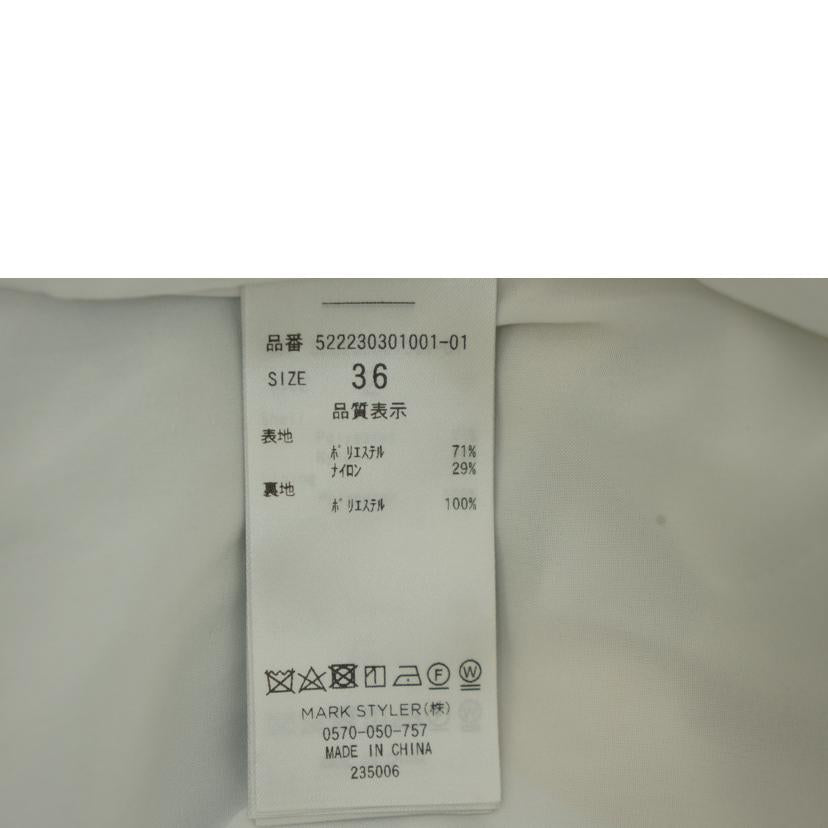 品番 522230301001-01
SIZE 36
品質表示
表地
ﾎﾟﾘｴｽﾃﾙ 71%
ﾅｲﾛﾝ 29%
裏地
ﾎﾟﾘｴｽﾃﾙ 100%
F W
MARK STYLER(株)
0570-050-757
MADE IN CHINA
235006